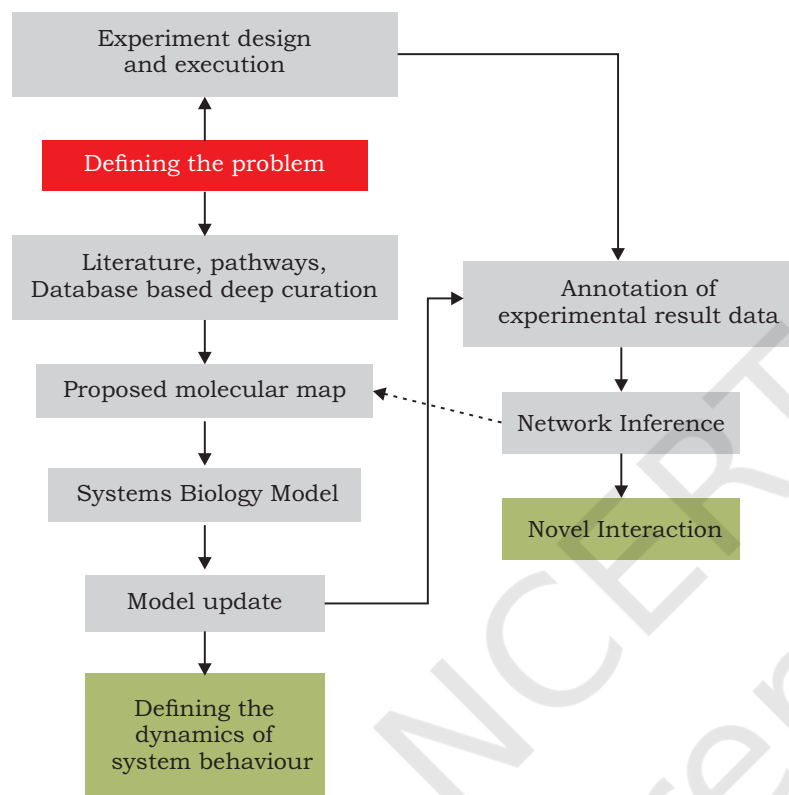 Experiment design
and execution
Defining the problem
Literature, pathways,
Database based deep curation
Proposed molecular map
Systems Biology Model
Model update
Defining the
dynamics of
system behaviour
Annotation of
experimental result data
Network Inference
Novel Interaction
NCERT